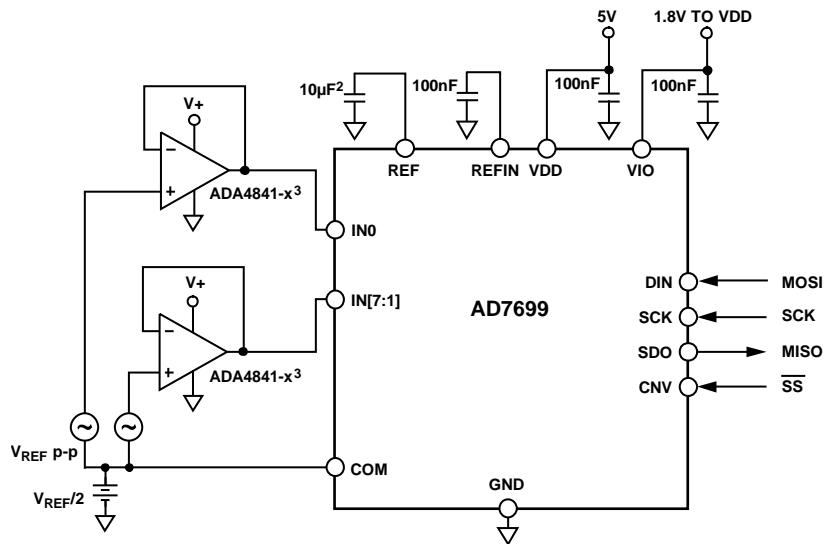 5V
1.8V TO VDD
10µF²
100nF
100nF
100nF
V+
−
+
ADA4841-x³
REF
REFIN
VDD
VIO
IN0
V+
−
+
ADA4841-x³
IN[7:1]
AD7699
DIN
MOSI
SCK
SCK
SDO
MISO
CNV
S̅S̅
VREF p-p
COM
VREF/2
GND